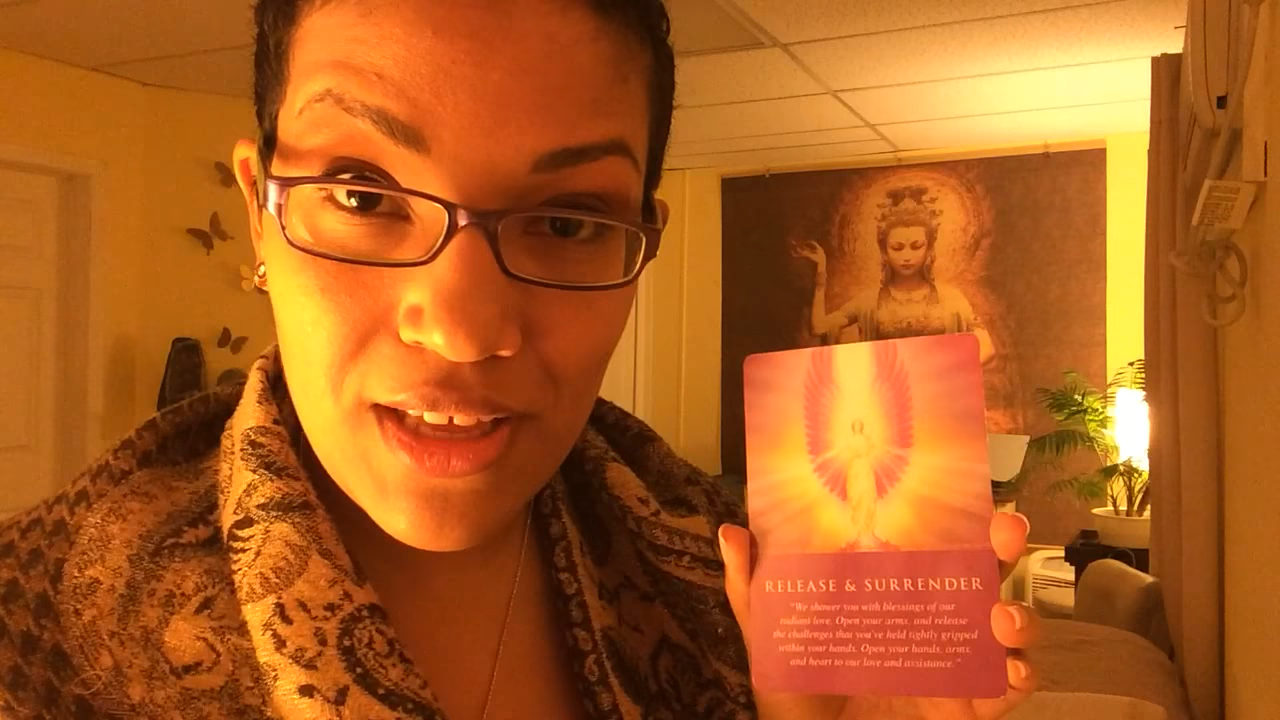 RELEASE & SURRENDER
"We shower you with blessings of our
radiant love. Open your arms, and release
the challenges that you've held tightly gripped
within your hands. Open your hands, arms,
and heart to our love and assistance."